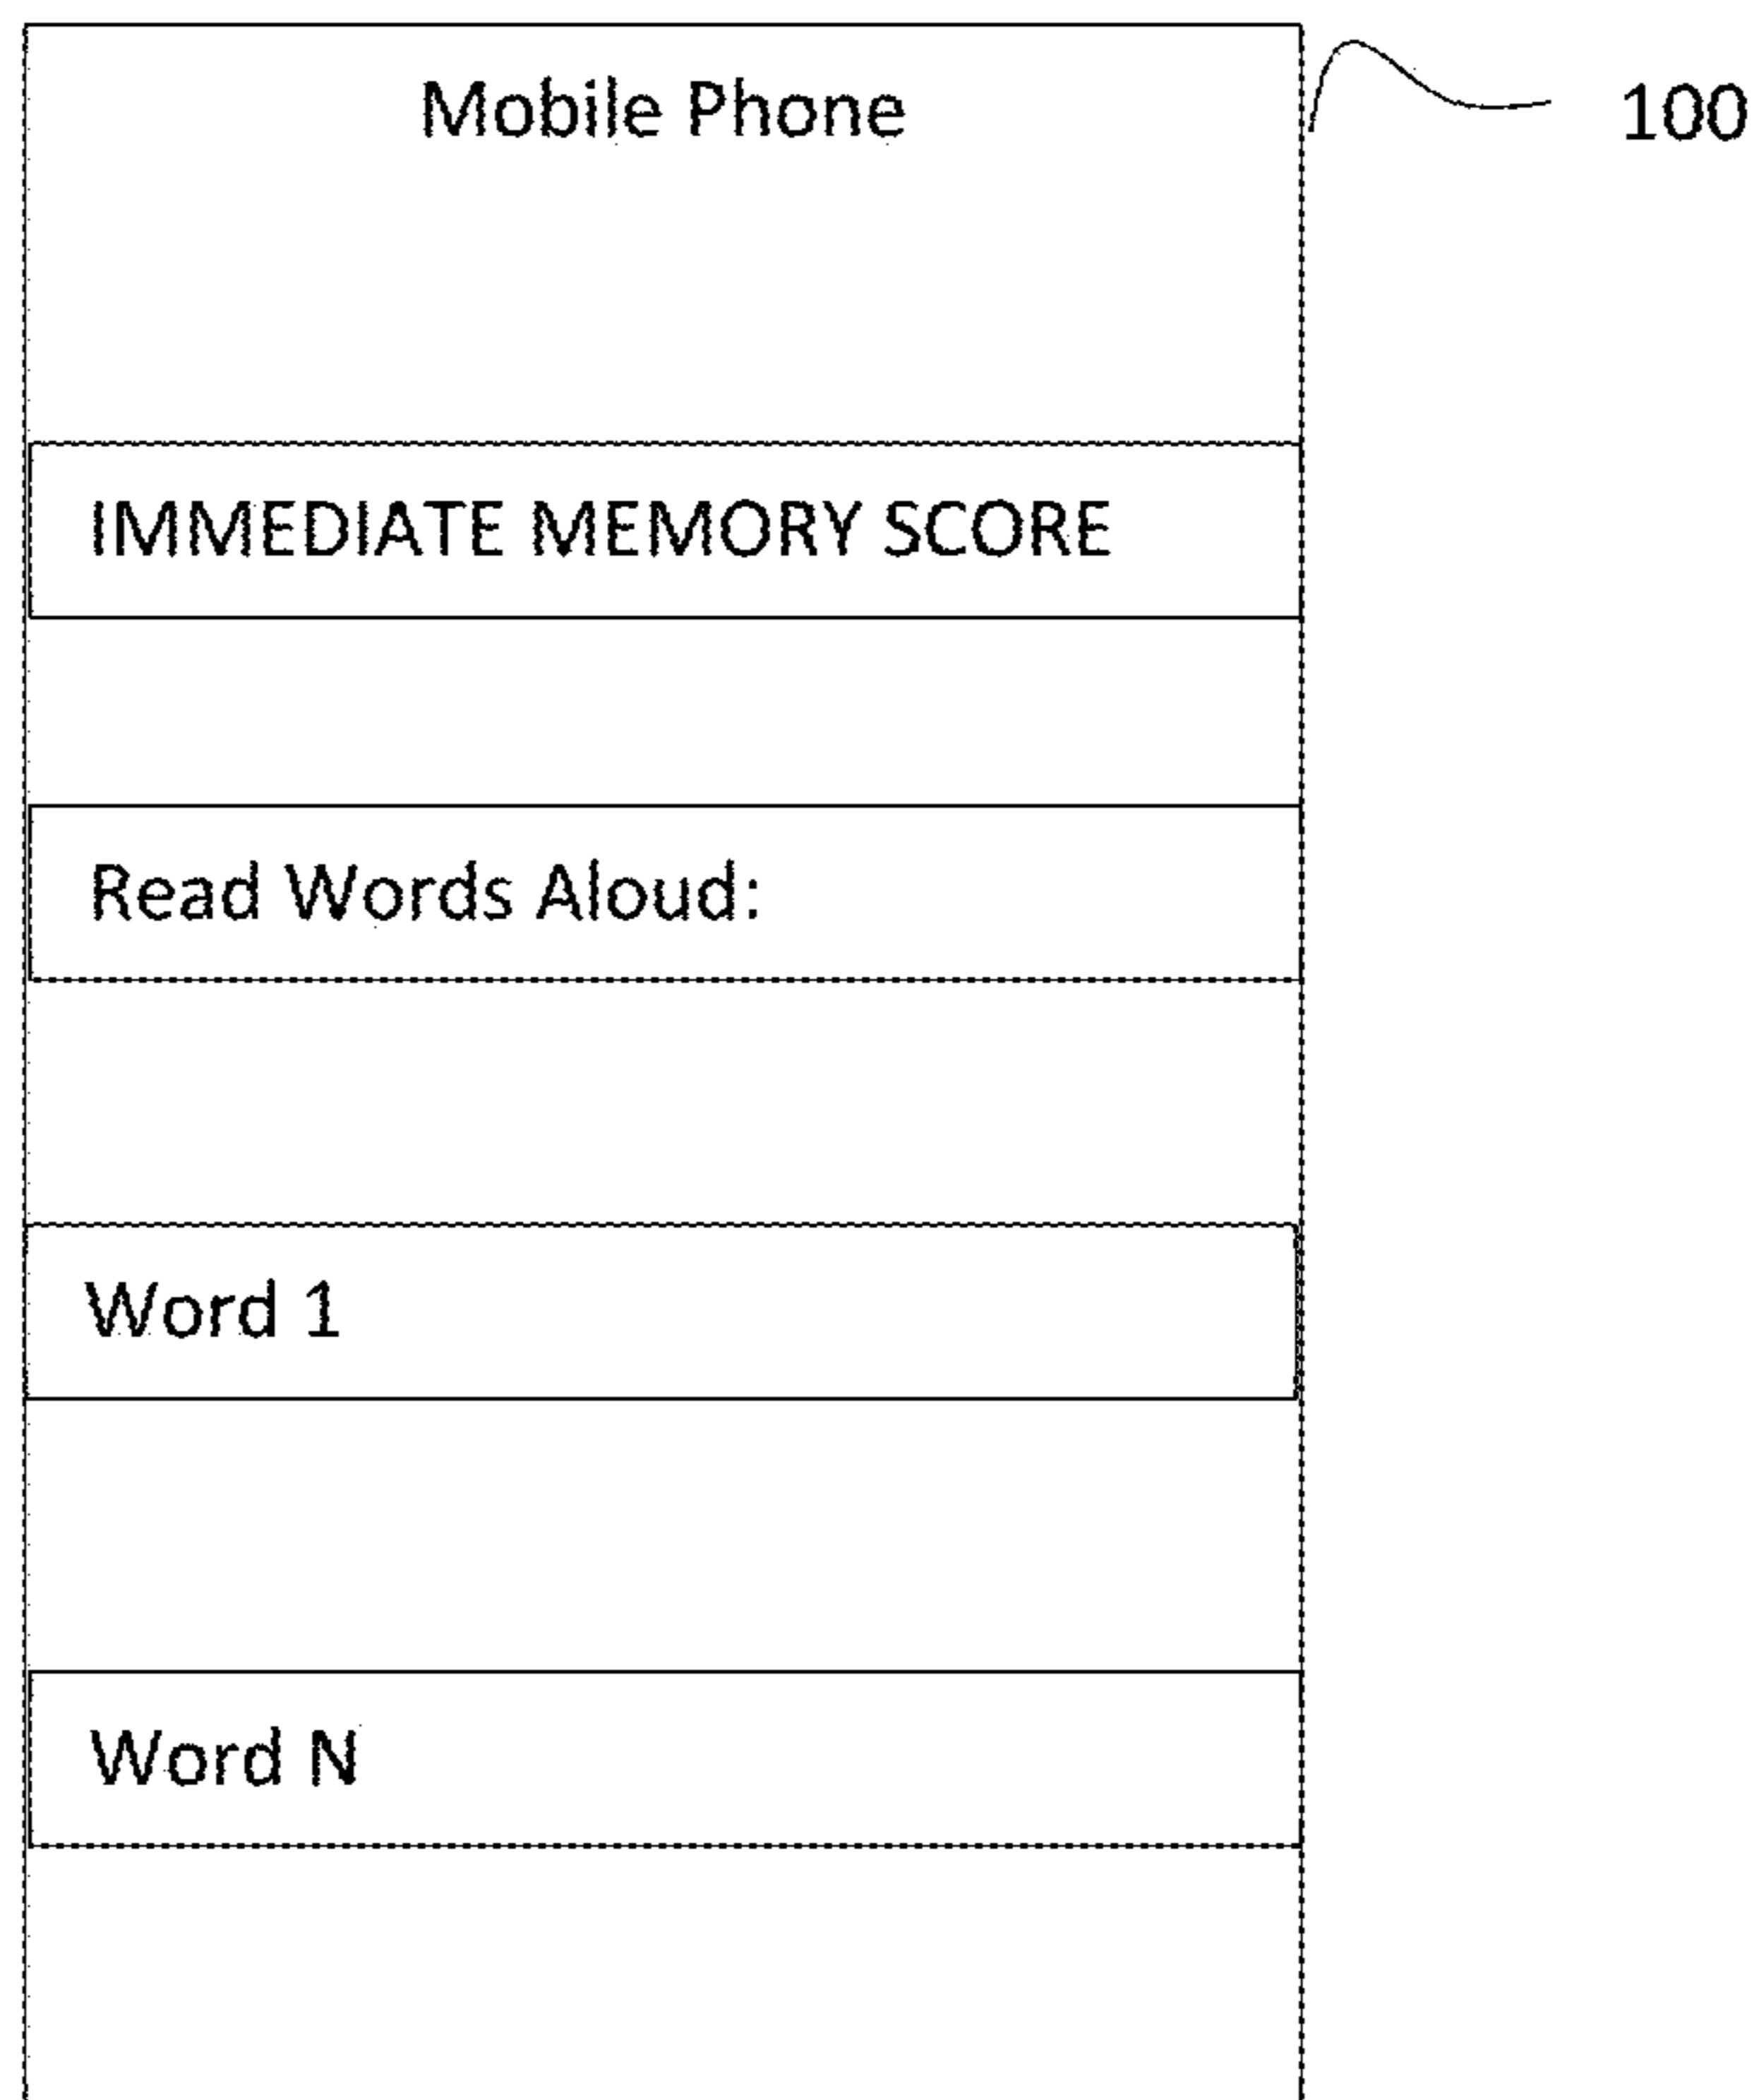 Mobile Phone
100
IMMEDIATE MEMORY SCORE
Read Words Aloud:
Word 1
Word N